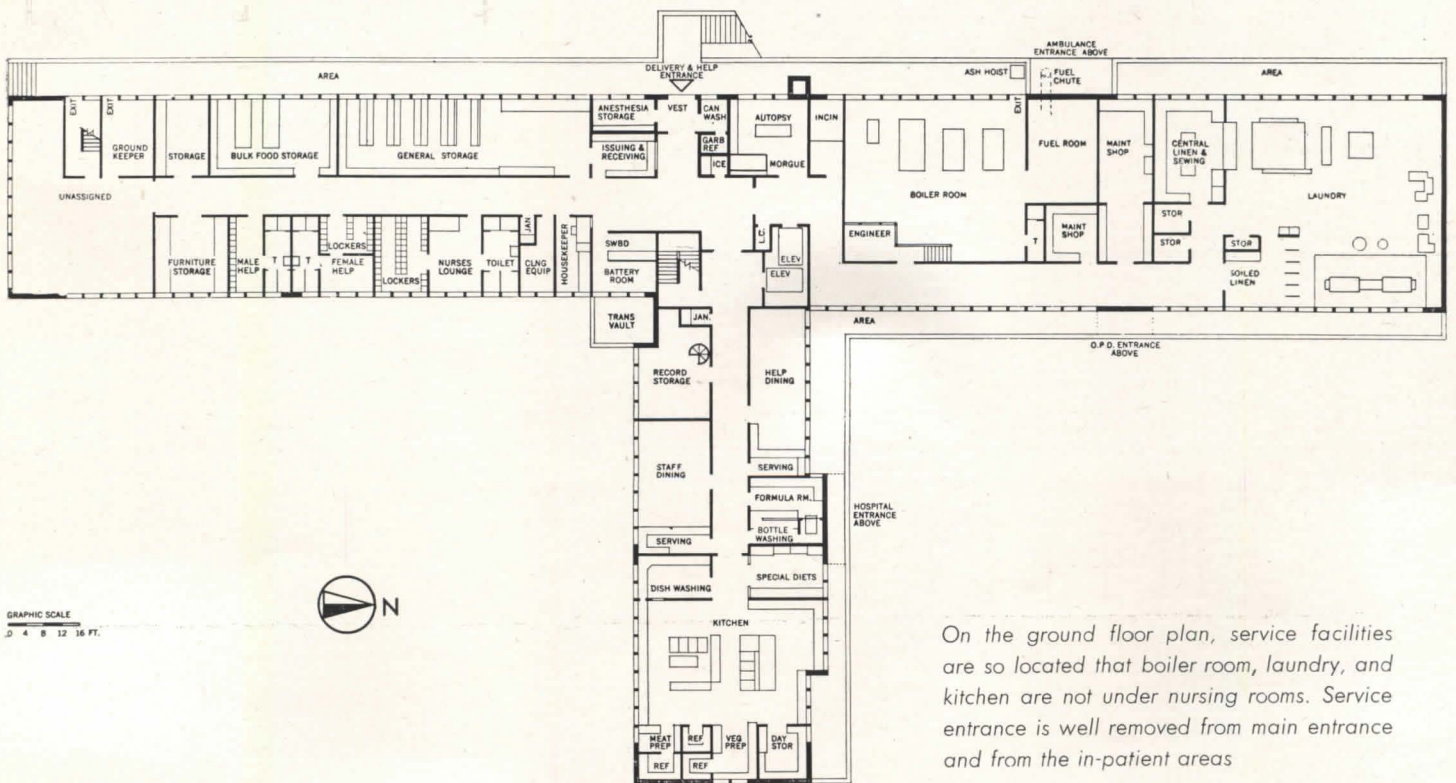 AMBULANCE
ENTRANCE ABOVE
DELIVERY & HELP
ENTRANCE
AREA
ASH HOIST
FUEL
CHUTE
AREA
EXIT
EXIT
GROUND
KEEPER
STORAGE
BULK FOOD STORAGE
GENERAL STORAGE
ANESTHESIA
STORAGE
VEST
CAN
WASH
AUTOPSY
INCIN
EXIT
ISSUING &
RECEIVING
GARB
REF
ICE
MORGUE
BOILER ROOM
FUEL ROOM
MAINT
SHOP
CENTRAL
LINEN &
SEWING
LAUNDRY
UNASSIGNED
FURNITURE
STORAGE
MALE
HELP
T
T
LOCKERS
FEMALE
HELP
LOCKERS
NURSES
LOUNGE
TOILET
JAN
CLNG
EQUIP
HOUSEKEEPER
SWBD
BATTERY
ROOM
L.C.
ELEV
ELEV
ENGINEER
T
MAINT
SHOP
STOR
STOR
STOR
SOILED
LINEN
TRANS
VAULT
JAN.
AREA
O.P.D. ENTRANCE
ABOVE
RECORD
STORAGE
HELP
DINING
STAFF
DINING
SERVING
FORMULA RM.
HOSPITAL
ENTRANCE
ABOVE
SERVING
BOTTLE
WASHING
DISH WASHING
SPECIAL DIETS
KITCHEN
MEAT
PREP
REF
VEG
PREP
DAY
STOR
REF
REF
GRAPHIC SCALE
0 4 8 12 16 FT.
N
On the ground floor plan, service facilities
are so located that boiler room, laundry, and
kitchen are not under nursing rooms. Service
entrance is well removed from main entrance
and from the in-patient areas